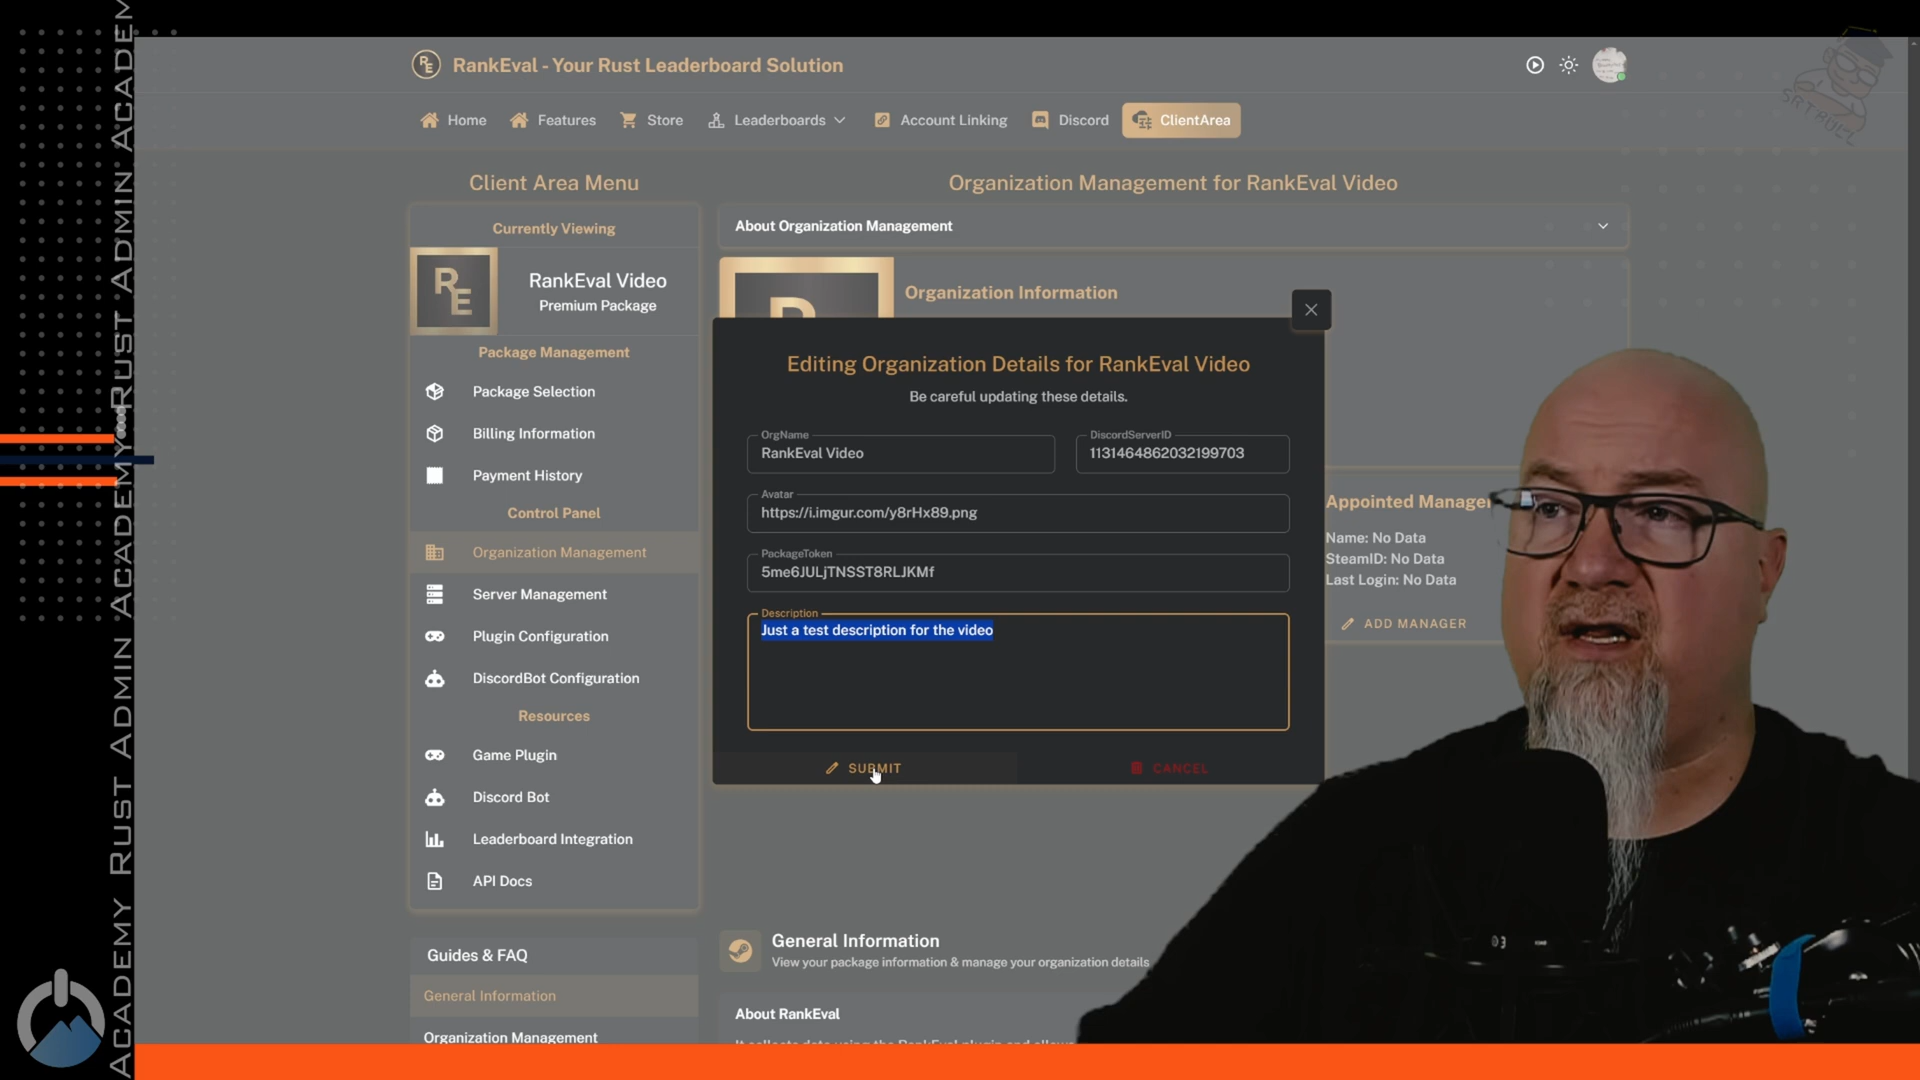 RankEval - Your Rust Leaderboard Solution
Home
Features
Store
Leaderboards
Account Linking
Discord
ClientArea
Client Area Menu
Organization Management for RankEval Video
Currently Viewing
RankEval Video
Premium Package
Package Management
Package Selection
Billing Information
Payment History
Control Panel
Organization Management
Server Management
Plugin Configuration
DiscordBot Configuration
Resources
Game Plugin
Discord Bot
Leaderboard Integration
API Docs
Guides & FAQ
General Information
Organization Management
About Organization Management
Organization Information
Editing Organization Details for RankEval Video
Be careful updating these details.
OrgName
RankEval Video
DiscordServerID
1131464862032199703
Avatar
https://i.imgur.com/y8rHx89.png
PackageToken
5me6JULjTNSST8RLJKMf
Description
Just a test description for the video
SUBMIT
CANCEL
Appointed Manager
Name: No Data
SteamID: No Data
Last Login: No Data
ADD MANAGER
General Information
View your package information & manage your organization details
About RankEval
RUST ADMIN ACADEMY
RUST ADMIN ACADEMY
SRTBULL